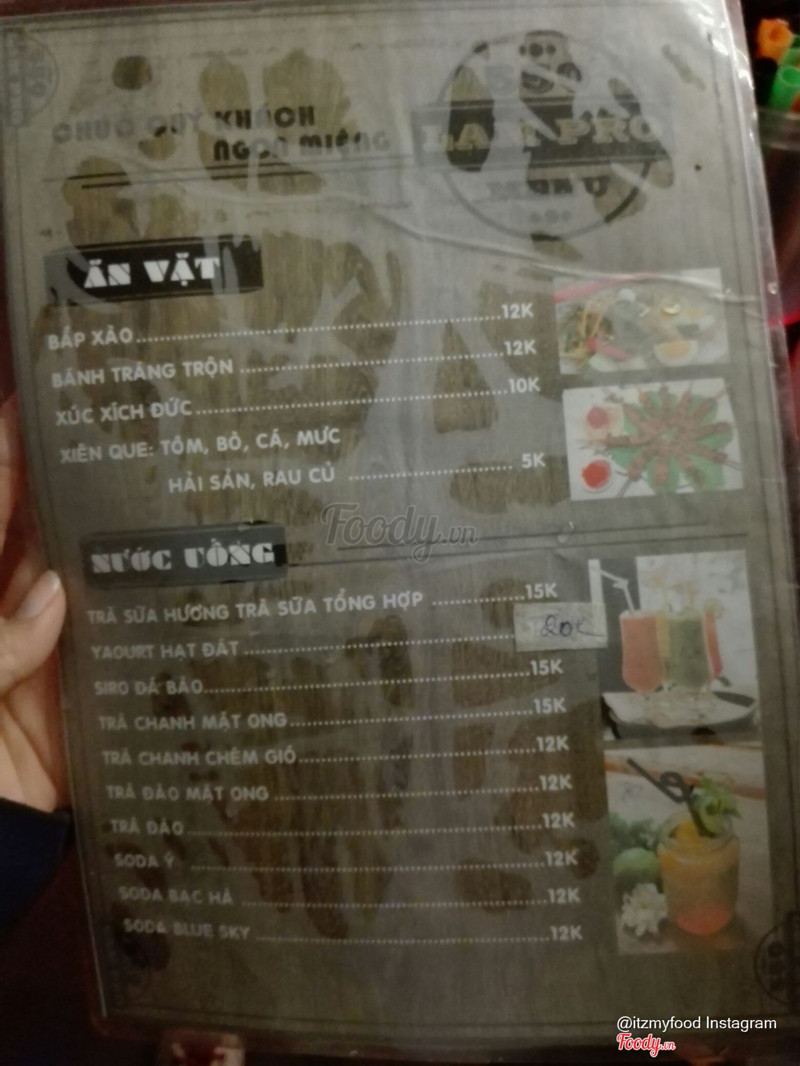 CHÚC QUÝ KHÁCH
NGON MIỆNG
LAM PRO
MENU
ĂN VẶT
BẮP XÀO..........12K
BÁNH TRÁNG TRỘN..........12K
XÚC XÍCH ĐỨC..........10K
XIÊN QUE: TÔM, BÒ, CÁ, MỰC
HẢI SẢN, RAU CỦ..........5K
Foody.vn
NƯỚC UỐNG
TRÀ SỮA HƯƠNG TRÀ SỮA TỔNG HỢP..........15K
YAOURT HẠT ĐÁT..........20K
SIRO ĐÁ BÀO..........15K
TRÀ CHANH MẬT ONG..........15K
TRÀ CHANH CHÉM GIÓ..........12K
TRÀ ĐÀO MẬT ONG..........12K
TRÀ ĐÀO..........12K
SODA Ý..........12K
SODA BẠC HÀ..........12K
SODA BLUE SKY..........12K
@itzmyfood Instagram
Foody.vn